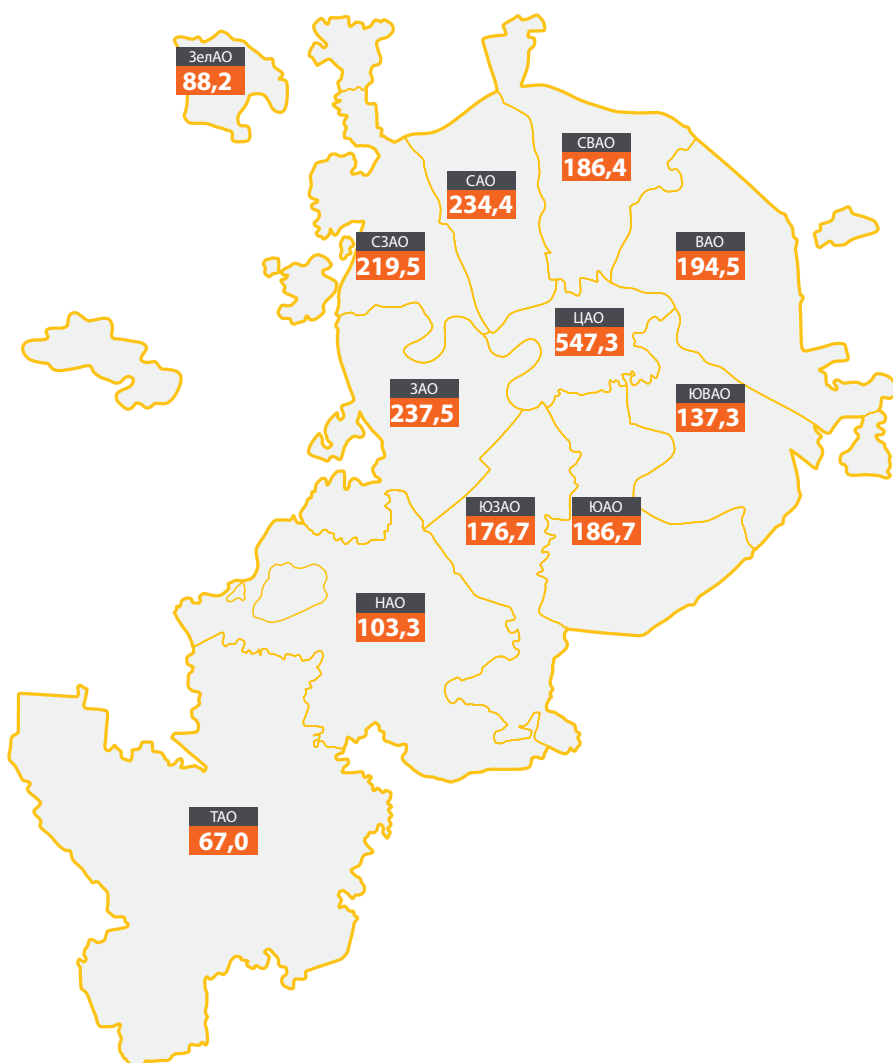 ЗелАО
88,2
СВАО
186,4
САО
234,4
СЗАО
219,5
ВАО
194,5
ЦАО
547,3
ЗАО
237,5
ЮВАО
137,3
ЮЗАО
176,7
ЮАО
186,7
НАО
103,3
ТАО
67,0